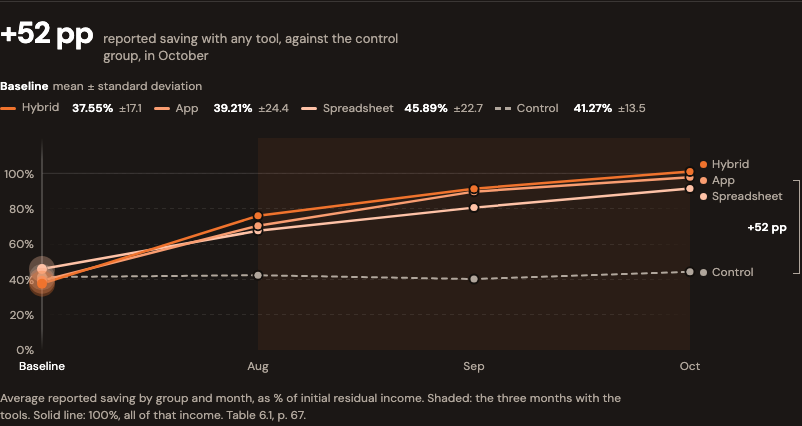 +52 pp reported saving with any tool, against the control
group, in October
Baseline mean ± standard deviation
Hybrid 37.55% ±17.1 App 39.21% ±24.4 Spreadsheet 45.89% ±22.7 Control 41.27% ±13.5
Hybrid
100%
App
Spreadsheet
80%
+52 pp
60%
40%
Control
20%
0%
Baseline Aug Sep Oct
Average reported saving by group and month, as % of initial residual income. Shaded: the three months with the
tools. Solid line: 100%, all of that income. Table 6.1, p. 67.